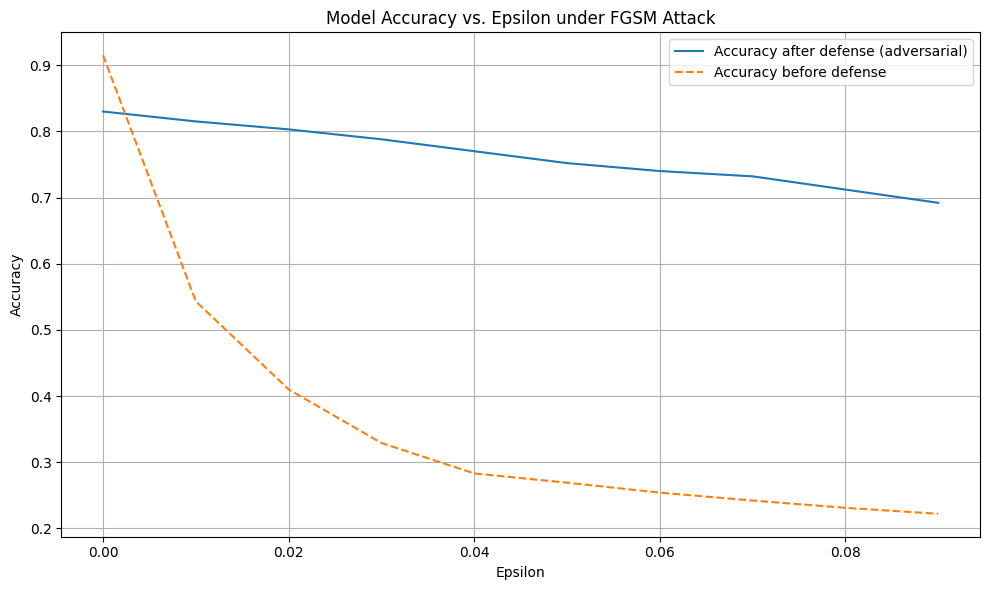 Model Accuracy vs. Epsilon under FGSM Attack
Accuracy after defense (adversarial)
Accuracy before defense
Accuracy
0.9
0.8
0.7
0.6
0.5
0.4
0.3
0.2
0.00 0.02 0.04 0.06 0.08
Epsilon